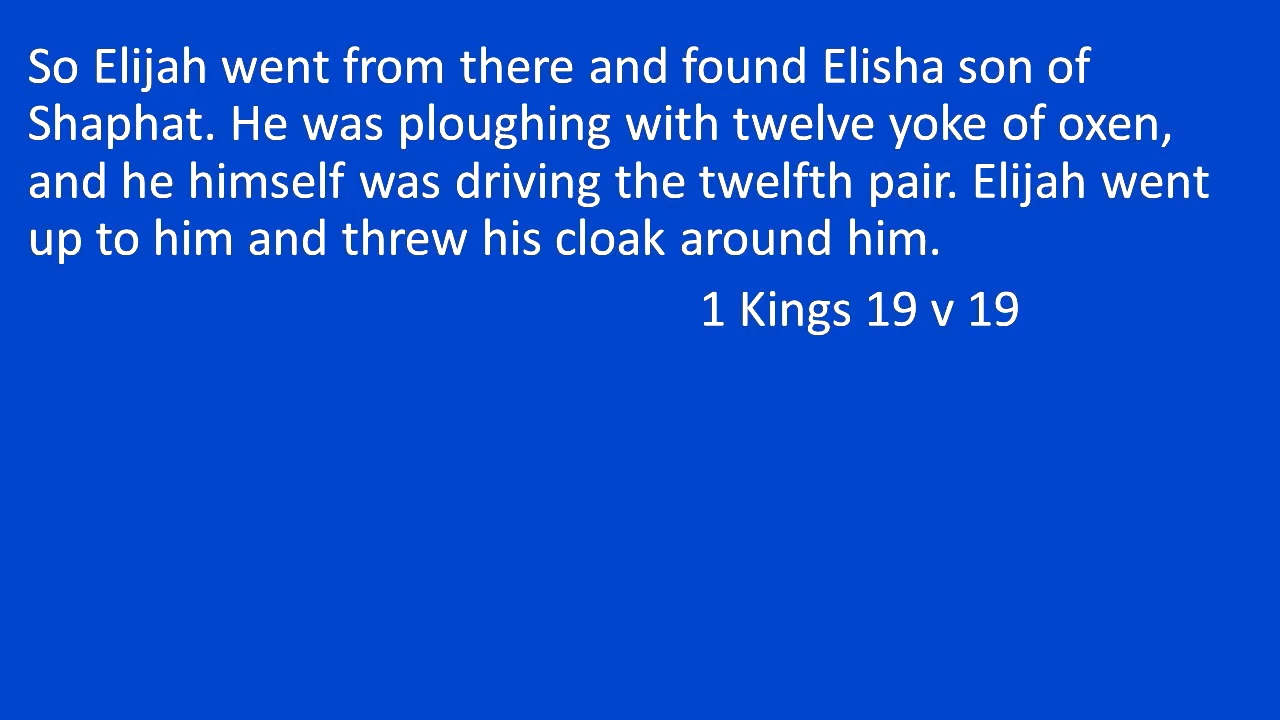 So Elijah went from there and found Elisha son of
Shaphat. He was ploughing with twelve yoke of oxen,
and he himself was driving the twelfth pair. Elijah went
up to him and threw his cloak around him.
1 Kings 19 v 19